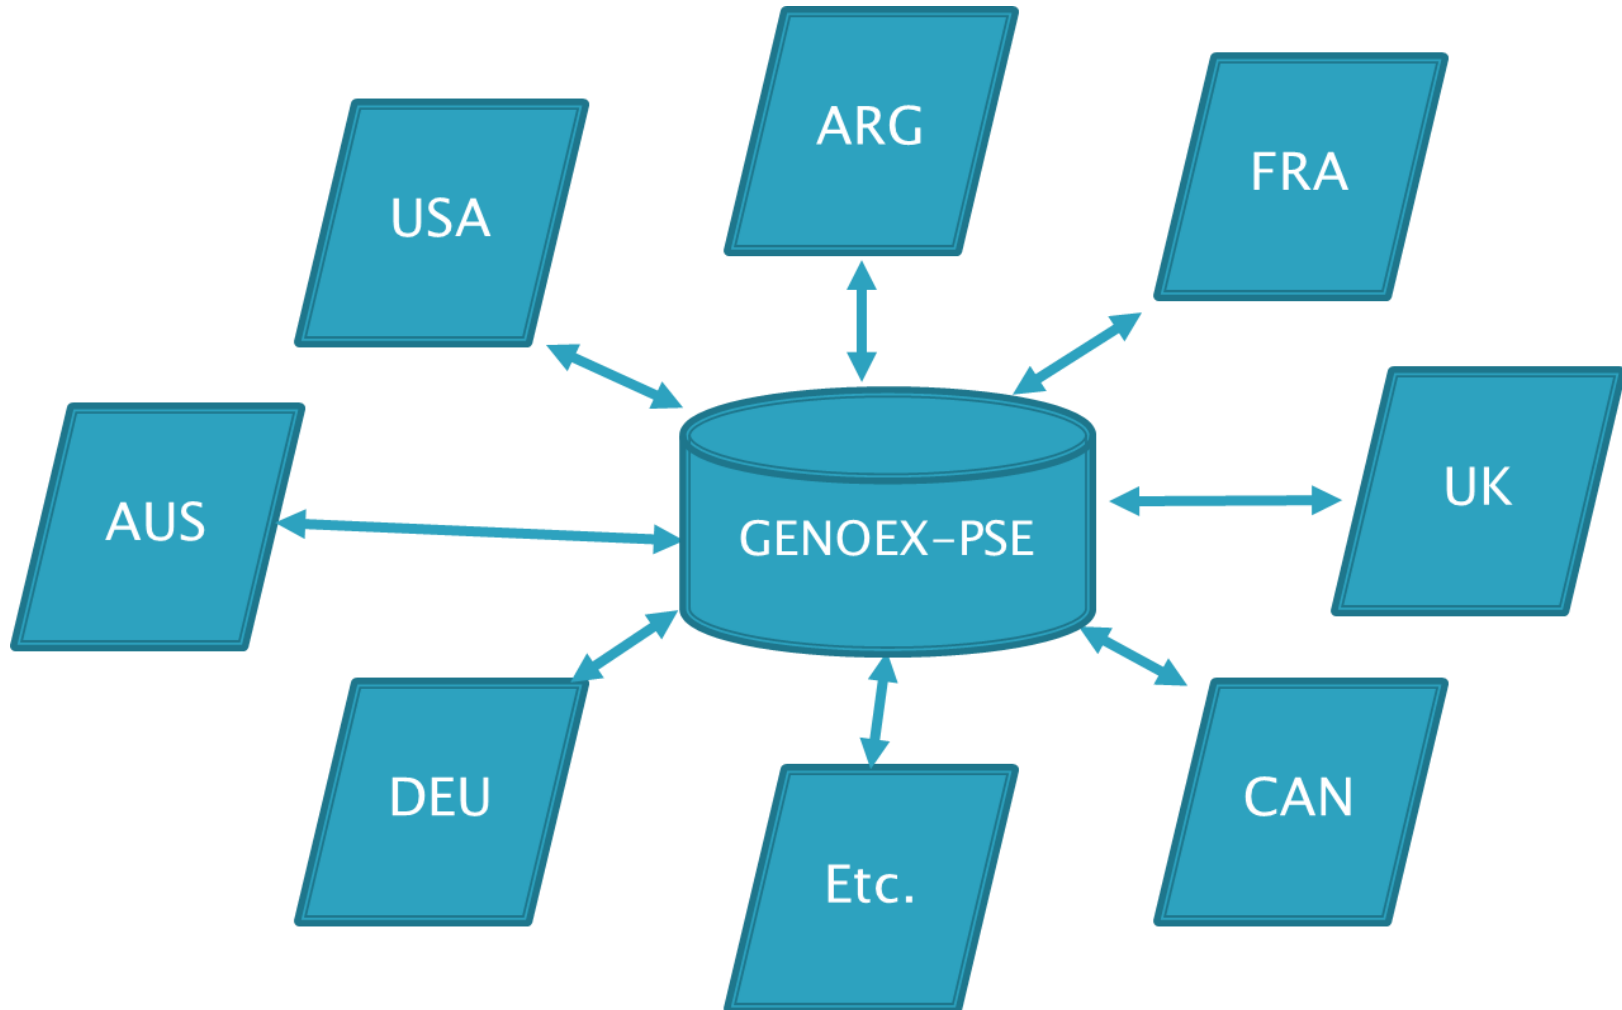 ARG
FRA
USA
UK
AUS
GENOEX-PSE
DEU
CAN
Etc.